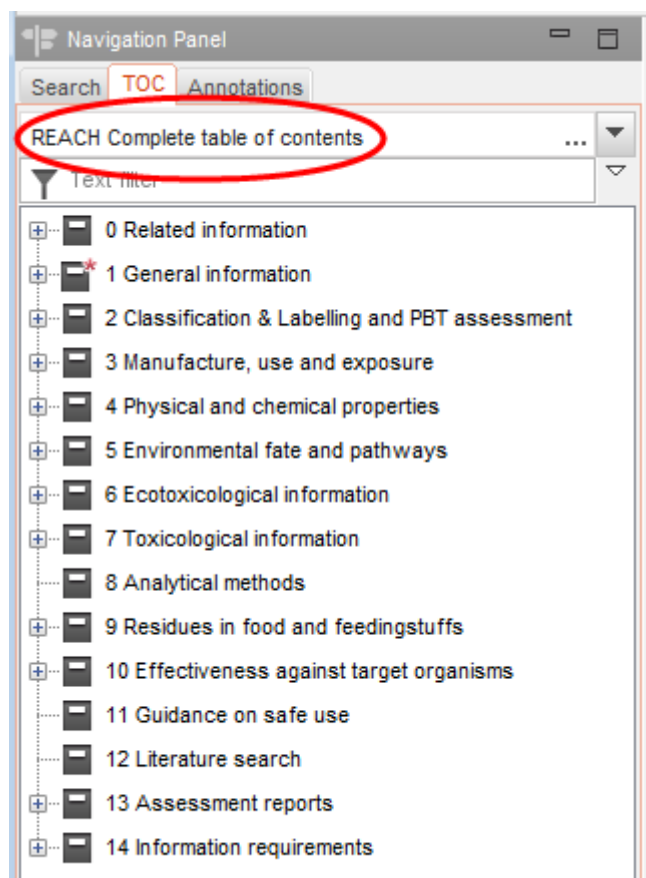 Navigation Panel
Search TOC Annotations
REACH Complete table of contents ...
Text filter
0 Related information
1 General information
2 Classification & Labelling and PBT assessment
3 Manufacture, use and exposure
4 Physical and chemical properties
5 Environmental fate and pathways
6 Ecotoxicological information
7 Toxicological information
8 Analytical methods
9 Residues in food and feedingstuffs
10 Effectiveness against target organisms
11 Guidance on safe use
12 Literature search
13 Assessment reports
14 Information requirements